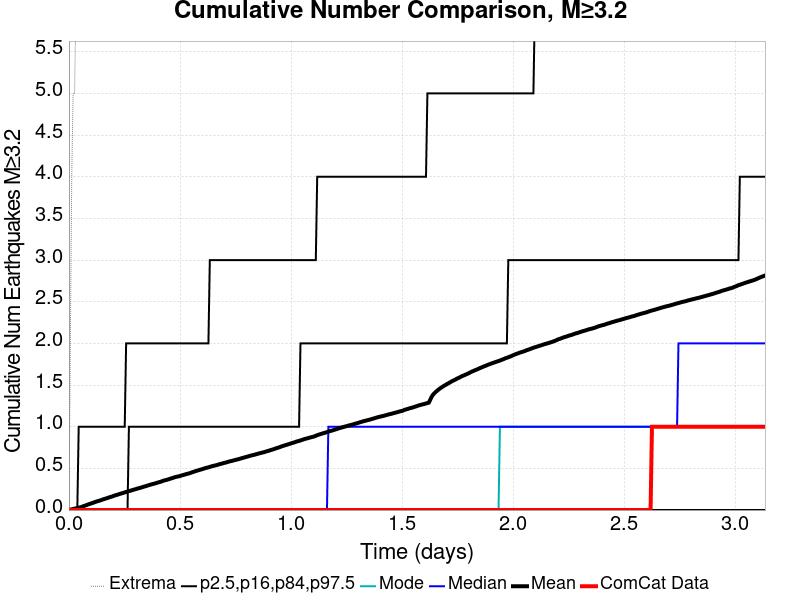 Cumulative Number Comparison, M≥3.2
Cumulative Num Earthquakes M≥3.2
5.5
5.0
4.5
4.0
3.5
3.0
2.5
2.0
1.5
1.0
0.5
0.0
0.0 0.5 1.0 1.5 2.0 2.5 3.0
Time (days)
Extrema p2.5,p16,p84,p97.5 Mode Median Mean ComCat Data